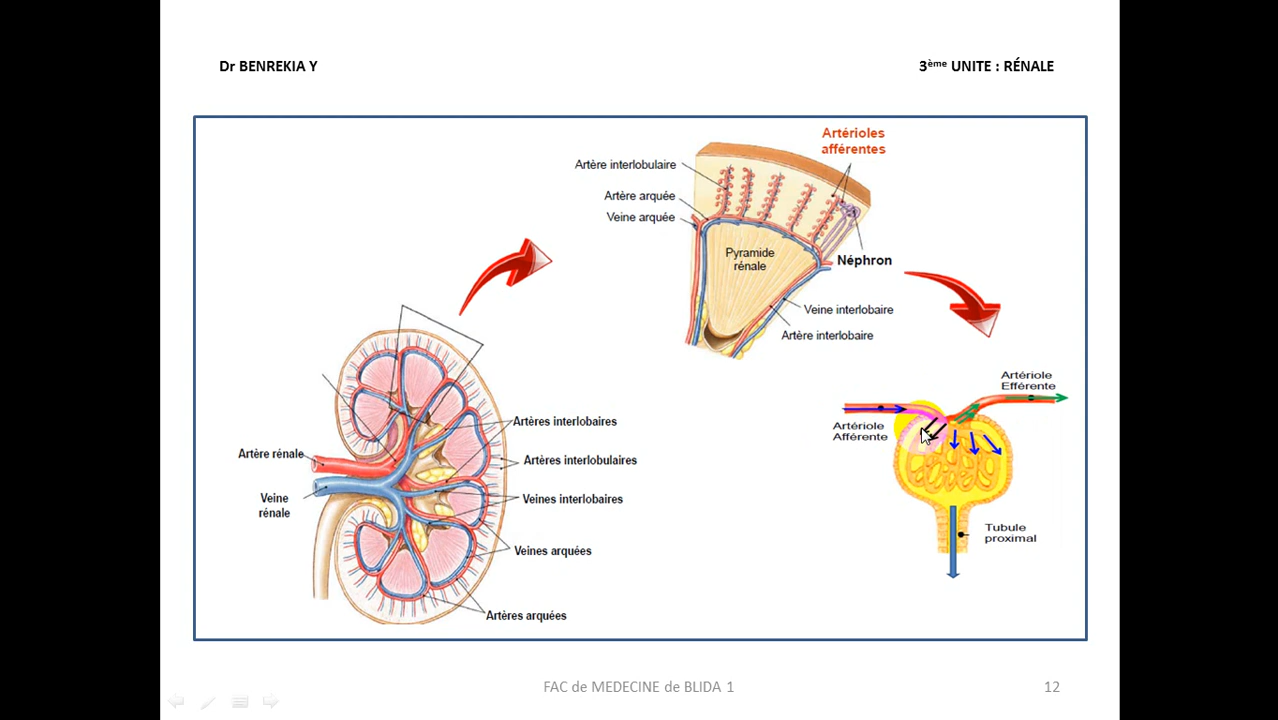 Dr BENREKIA Y
3ème UNITE : RÉNALE
Artérioles
afférentes
Artère interlobulaire
Artère arquée
Veine arquée
Pyramide
rénale
Néphron
Veine interlobaire
Artère interlobaire
Artériole
Efférente
Artériole
Afférente
Artères interlobaires
Artère rénale
Artères interlobulaires
Veine
rénale
Veines interlobaires
Tubule
proximal
Veines arquées
Artères arquées
FAC de MEDECINE de BLIDA 1
12